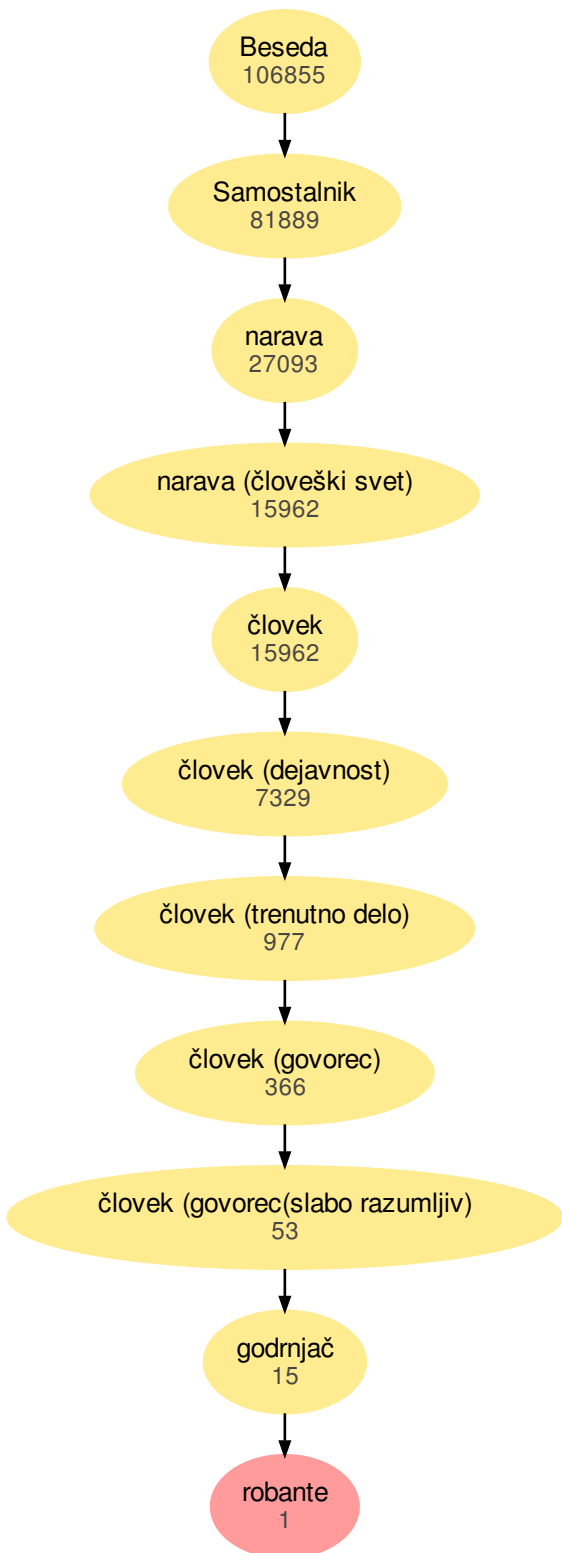 Beseda
106855
Samostalnik
81889
narava
27093
narava (človeški svet)
15962
človek
15962
človek (dejavnost)
7329
človek (trenutno delo)
977
človek (govorec)
366
človek (govorec(slabo razumljiv)
53
godrnjač
15
robante
1